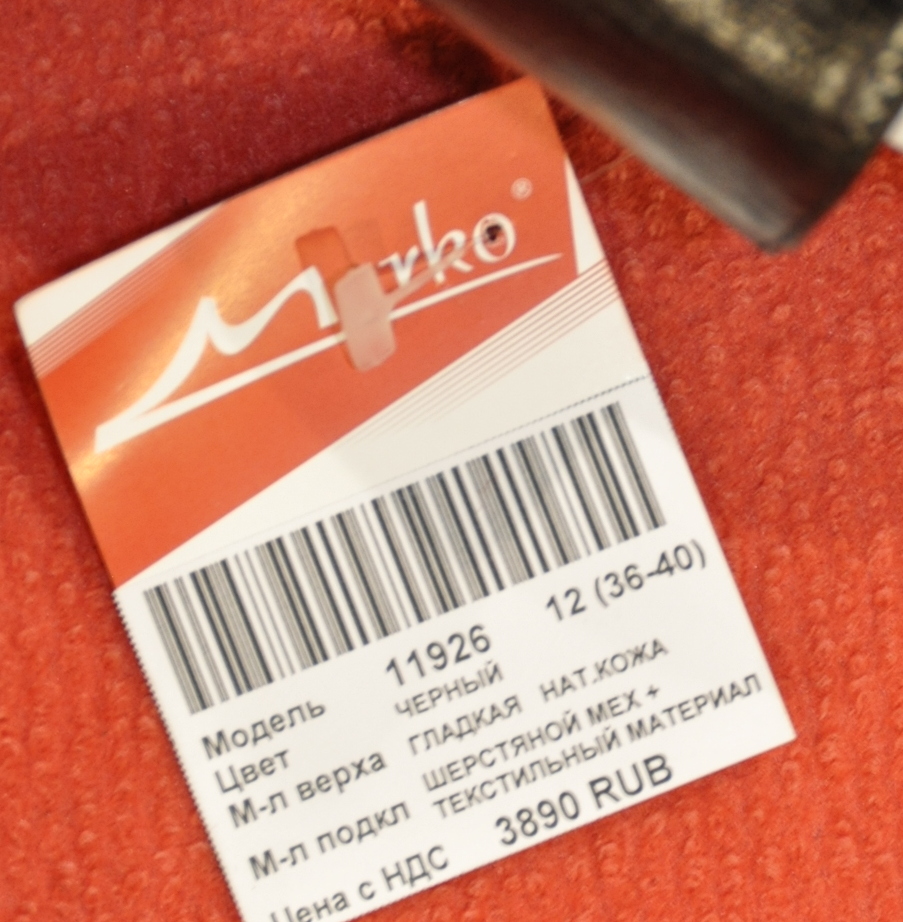 Marko®
Модель 11926 12 (36-40)
Цвет ЧЕРНЫЙ
М-л верха ГЛАДКАЯ НАТ.КОЖА
М-л подкл ШЕРСТЯНОЙ МЕХ +
ТЕКСТИЛЬНЫЙ МАТЕРИАЛ
Цена с НДС 3890 RUB